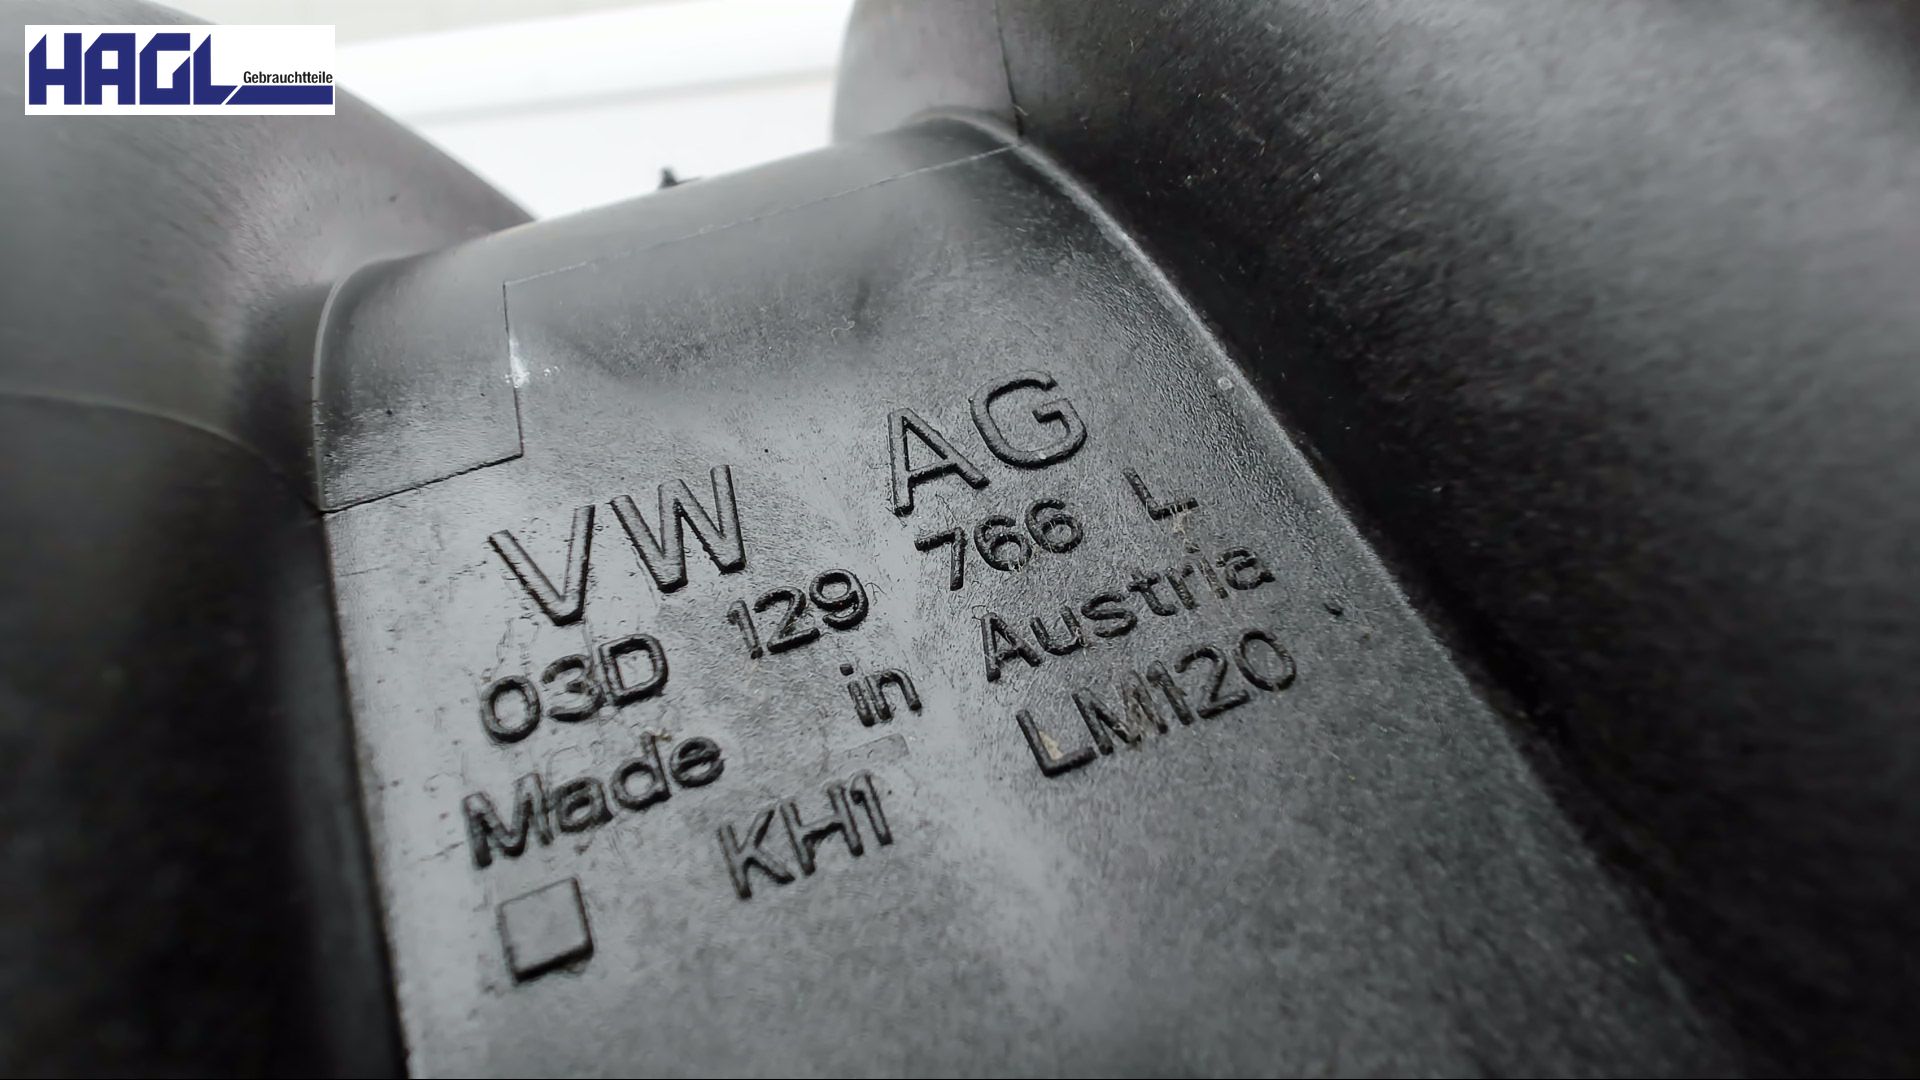 HAGL Gebrauchtteile
VW AG
03D 129 766 L
Made in Austria
KH1 LM120